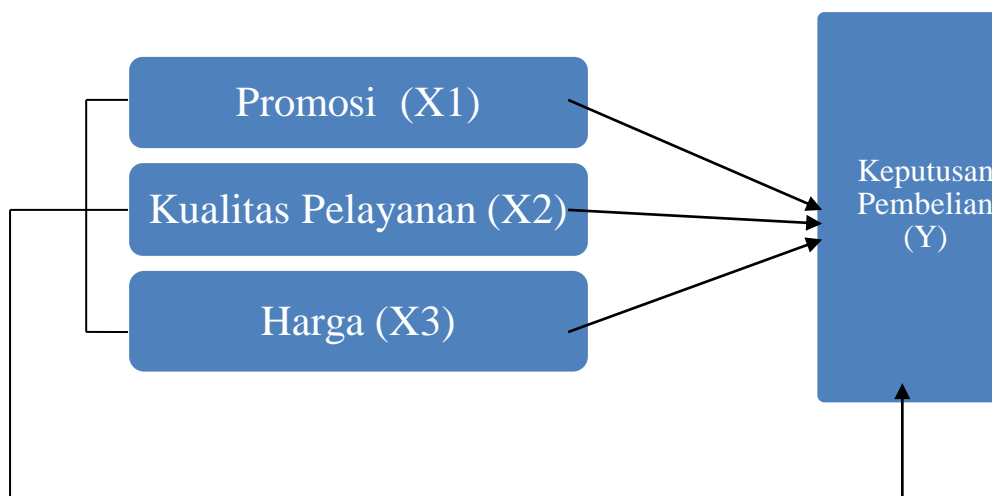 Promosi  (X1)
Kualitas Pelayanan (X2)
Harga (X3)
Keputusan
Pembelian
(Y)